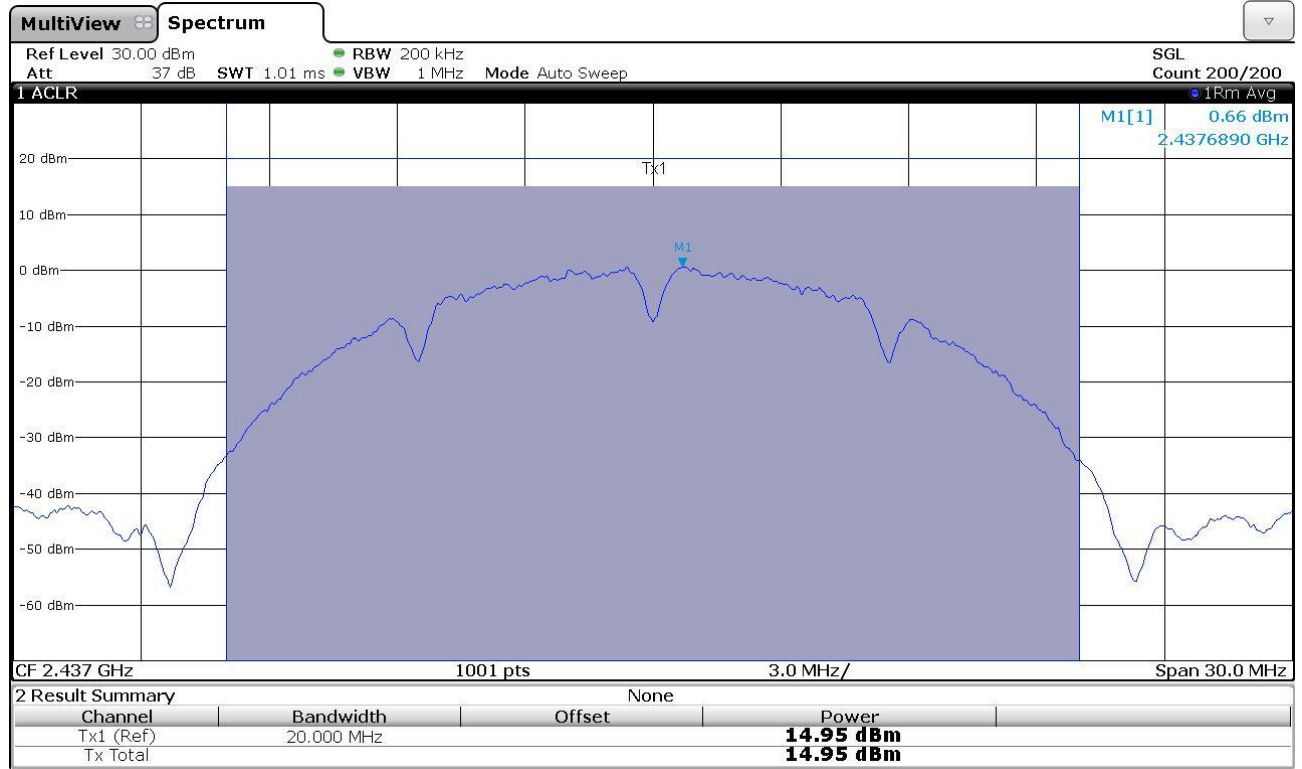 MultiView Spectrum
Ref Level 30.00 dBm RBW 200 kHz SGL
Att 37 dB SWT 1.01 ms VBW 1 MHz Mode Auto Sweep Count 200/200
1 ACLR 1Rm Avg
M1[1] 0.66 dBm
2.4376890 GHz
20 dBm
Tx1
10 dBm
M1
0 dBm
-10 dBm
-20 dBm
-30 dBm
-40 dBm
-50 dBm
-60 dBm
CF 2.437 GHz 1001 pts 3.0 MHz/ Span 30.0 MHz
2 Result Summary None
Channel Bandwidth Offset Power
Tx1 (Ref) 20.000 MHz 14.95 dBm
Tx Total 14.95 dBm